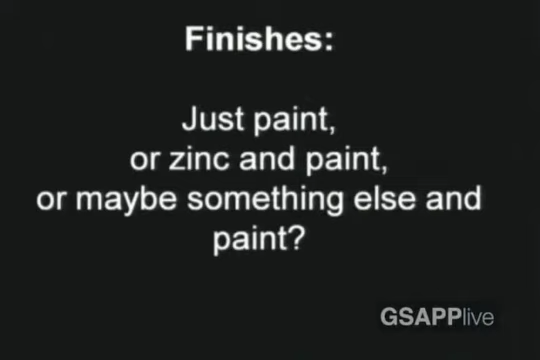 Finishes:
Just paint,
or zinc and paint,
or maybe something else and
paint?
GSAPPlive